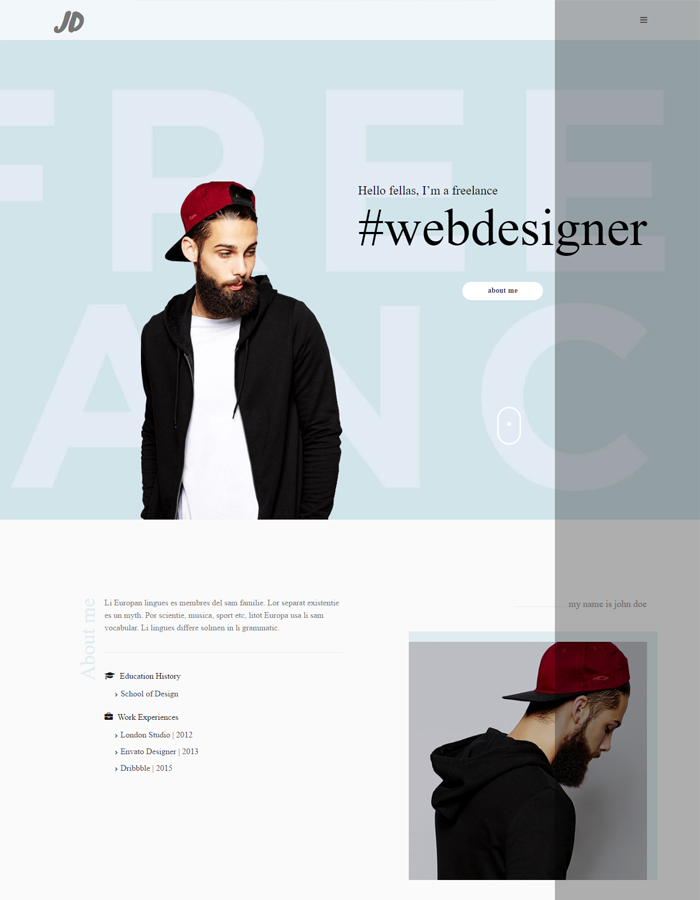 JD
FREE
Hello fellas, I'm a freelance
#webdesigner
about me
ANC
About me
Li Europan lingues es membres del sam familie. Lor separat existentie
es un myth. Por scientie, musica, sport etc, litot Europa usa li sam
vocabular. Li lingues differe solmen in li grammatic.
Education History
School of Design
Work Experiences
London Studio | 2012
Envato Designer | 2013
Dribbble | 2015
my name is john doe